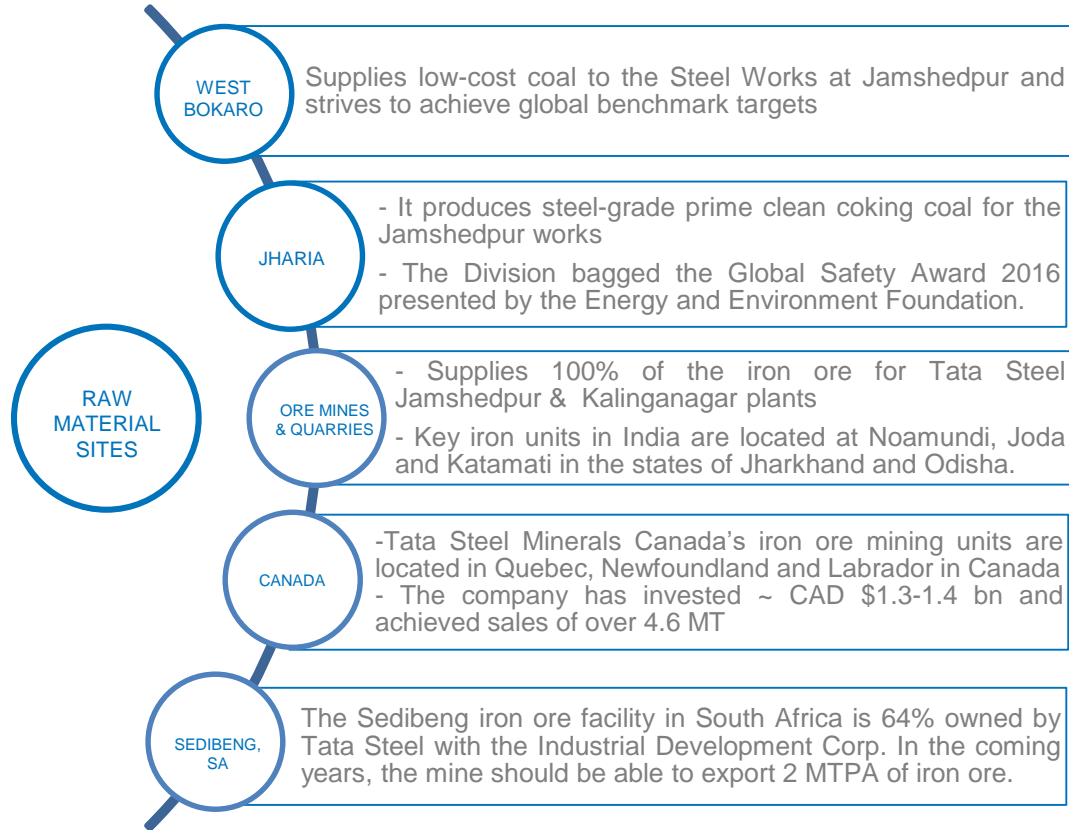 WEST
BOKARO
Supplies low-cost coal to the Steel Works at Jamshedpur and
strives to achieve global benchmark targets
JHARIA
- It produces steel-grade prime clean coking coal for the
Jamshedpur works
- The Division bagged the Global Safety Award 2016
presented by the Energy and Environment Foundation.
RAW
MATERIAL
SITES
ORE MINES
& QUARRIES
- Supplies 100% of the iron ore for Tata Steel
Jamshedpur & Kalinganagar plants
- Key iron units in India are located at Noamundi, Joda
and Katamati in the states of Jharkhand and Odisha.
CANADA
-Tata Steel Minerals Canada’s iron ore mining units are
located in Quebec, Newfoundland and Labrador in Canada
- The company has invested ~ CAD $1.3-1.4 bn and
achieved sales of over 4.6 MT
SEDIBENG,
SA
The Sedibeng iron ore facility in South Africa is 64% owned by
Tata Steel with the Industrial Development Corp. In the coming
years, the mine should be able to export 2 MTPA of iron ore.